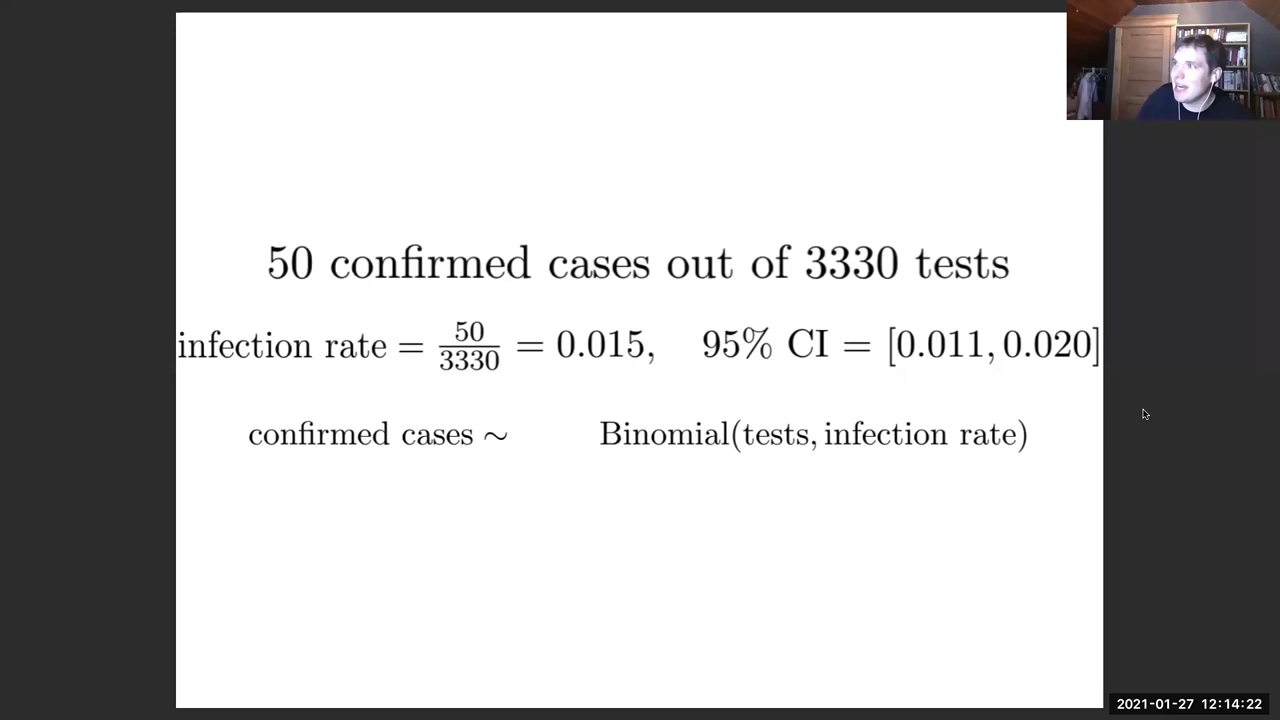 50 confirmed cases out of 3330 tests
infection rate = 50/3330 = 0.015, 95% CI = [0.011, 0.020]
confirmed cases ∼ Binomial(tests, infection rate)
2021-01-27 12:14:22